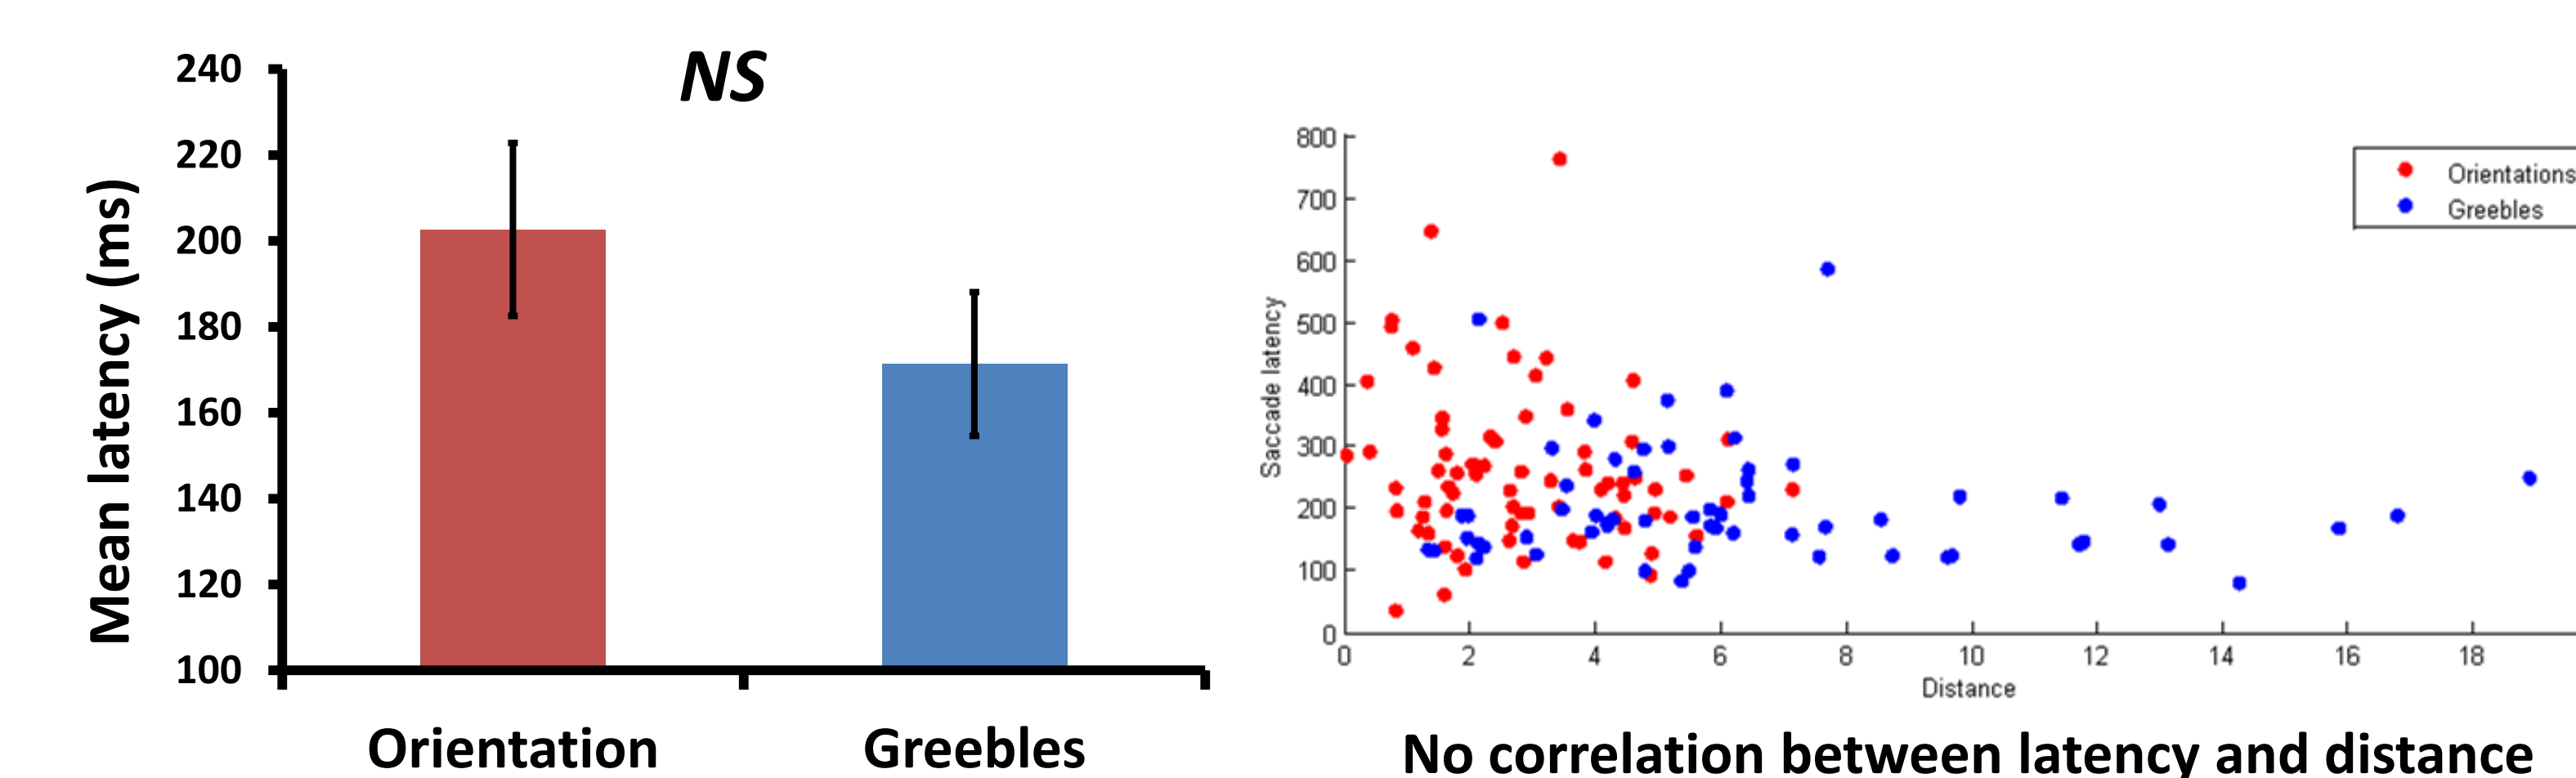 NS
240
220
200
180
160
140
120
100
Mean latency (ms)
Orientation
Greebles
800
700
600
500
400
300
200
100
0
Saccade latency
0 2 4 6 8 10 12 14 16 18
Distance
Orientations
Greebles
No correlation between latency and distance